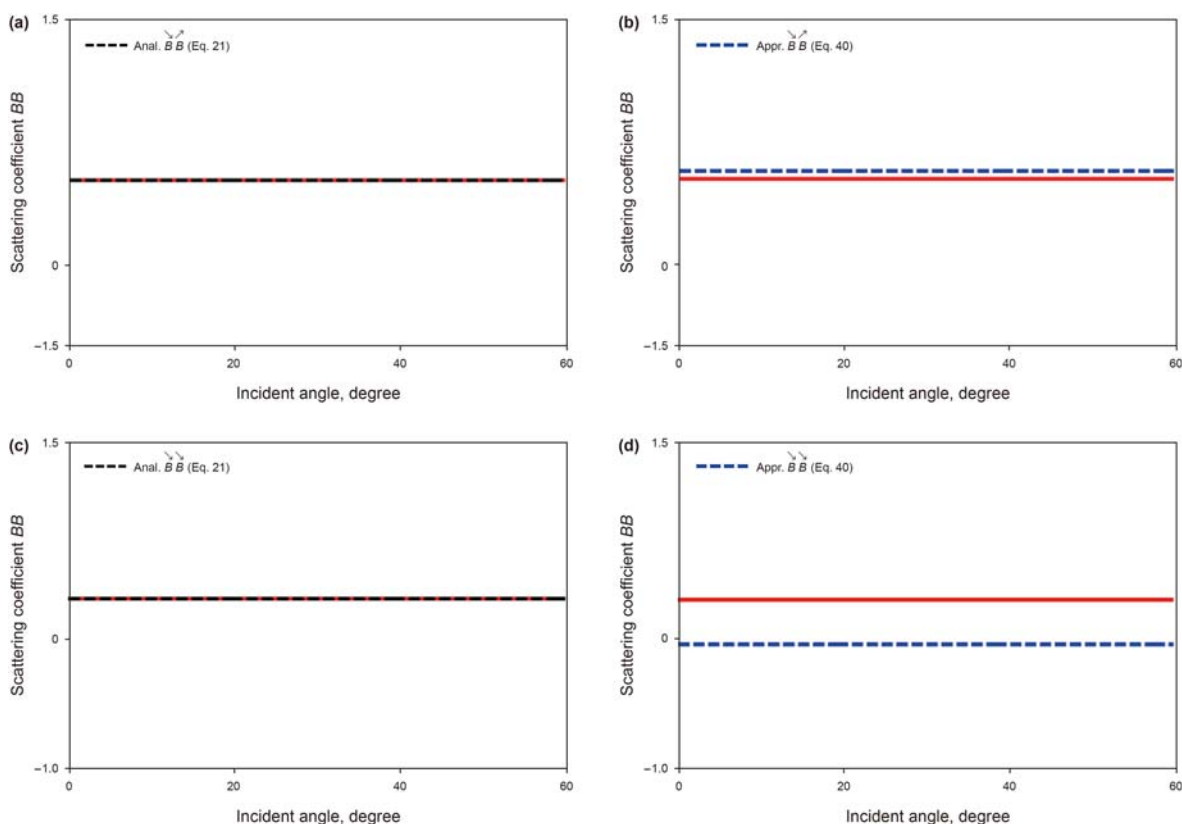 (a)
1.5
Anal. B↘ B↗ (Eq. 21)
Scattering coefficient BB
0
−1.5
0
20
40
60
Incident angle, degree
(b)
1.5
Appr. B↘ B↗ (Eq. 40)
Scattering coefficient BB
0
−1.5
0
20
40
60
Incident angle, degree
(c)
1.5
Anal. B↘ B↘ (Eq. 21)
Scattering coefficient BB
0
−1.0
0
20
40
60
Incident angle, degree
(d)
1.5
Appr. B↘ B↘ (Eq. 40)
Scattering coefficient BB
0
−1.0
0
20
40
60
Incident angle, degree